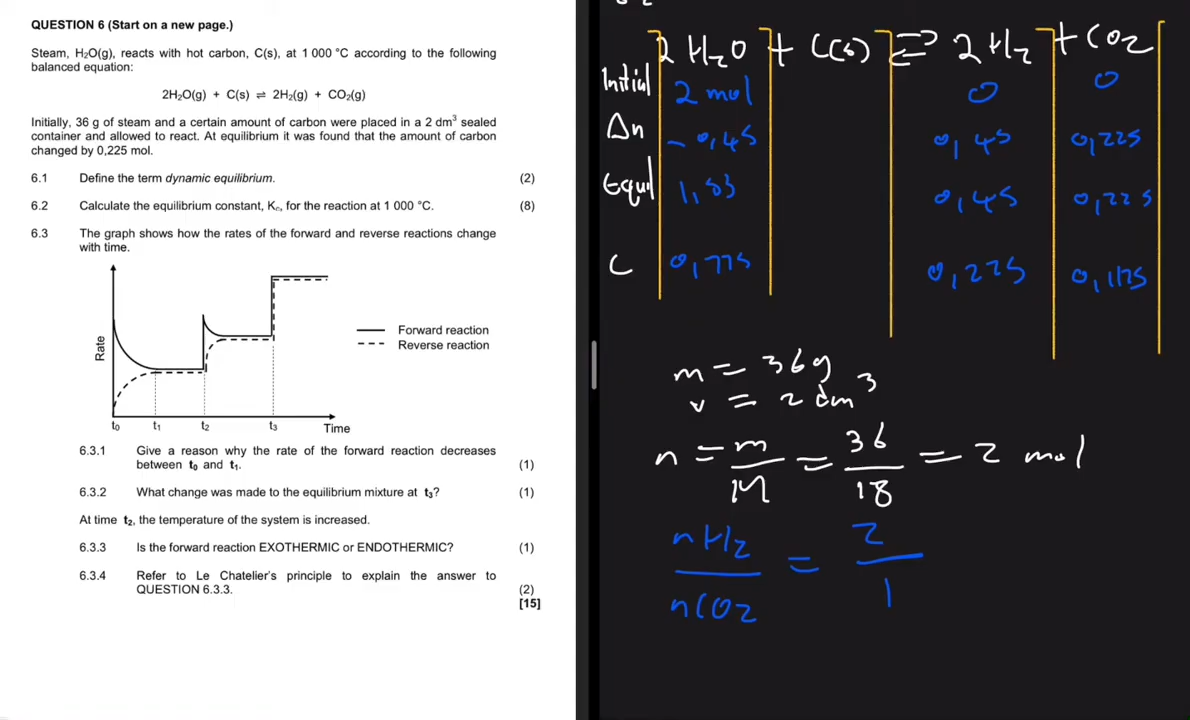 QUESTION 6 (Start on a new page.)
Steam, H₂O(g), reacts with hot carbon, C(s), at 1 000 °C according to the following
balanced equation:
2H₂O(g) + C(s) ⇌ 2H₂(g) + CO₂(g)
Initially, 36 g of steam and a certain amount of carbon were placed in a 2 dm³ sealed
container and allowed to react. At equilibrium it was found that the amount of carbon
changed by 0,225 mol.
6.1 Define the term dynamic equilibrium. (2)
6.2 Calculate the equilibrium constant, Kc, for the reaction at 1 000 °C. (8)
6.3 The graph shows how the rates of the forward and reverse reactions change
with time.
Rate
Forward reaction
Reverse reaction
t₀ t₁ t₂ t₃ Time
6.3.1 Give a reason why the rate of the forward reaction decreases
between t₀ and t₁. (1)
6.3.2 What change was made to the equilibrium mixture at t₃? (1)
At time t₂, the temperature of the system is increased.
6.3.3 Is the forward reaction EXOTHERMIC or ENDOTHERMIC? (1)
6.3.4 Refer to Le Chatelier's principle to explain the answer to
QUESTION 6.3.3. (2)
[15]
2 H₂O + C(s) ⇌ 2 H₂ + CO₂
Initial 2 mol 0 0
Δn - 0,45 0,45 0,225
Equil 1,53 0,45 0,225
C 0,775 0,225 0,1175
m = 36g
v = 2 dm³
n = m/M = 36/18 = 2 mol
nH₂/nCO₂ = 2/1